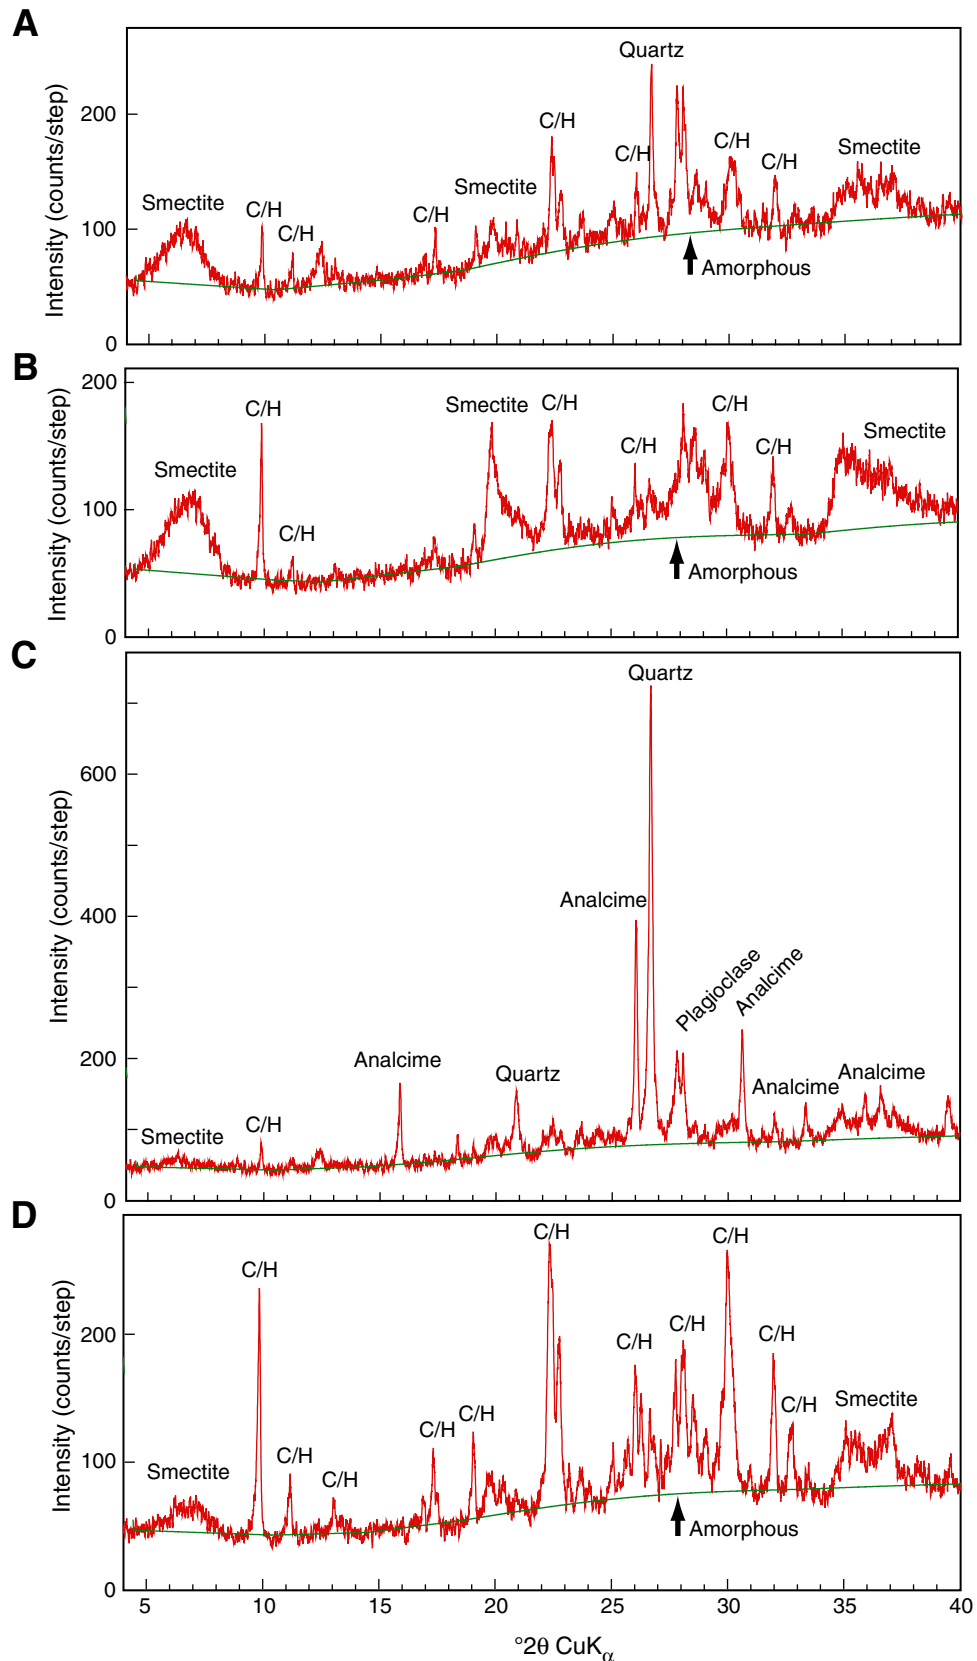 A
Intensity (counts/step)
200
100
0
Smectite
C/H
C/H
C/H
Smectite
C/H
C/H
Quartz
C/H
C/H
Smectite
Amorphous
B
Intensity (counts/step)
200
100
0
Smectite
C/H
C/H
Smectite
C/H
C/H
C/H
C/H
Smectite
Amorphous
C
Intensity (counts/step)
600
400
200
0
Smectite
C/H
Analcime
Quartz
Analcime
Quartz
Plagioclase
Analcime
Analcime
Analcime
D
Intensity (counts/step)
200
100
0
Smectite
C/H
C/H
C/H
C/H
C/H
C/H
C/H
C/H
C/H
C/H
C/H
Smectite
Amorphous
5 10 15 20 25 30 35 40
°2θ CuKα